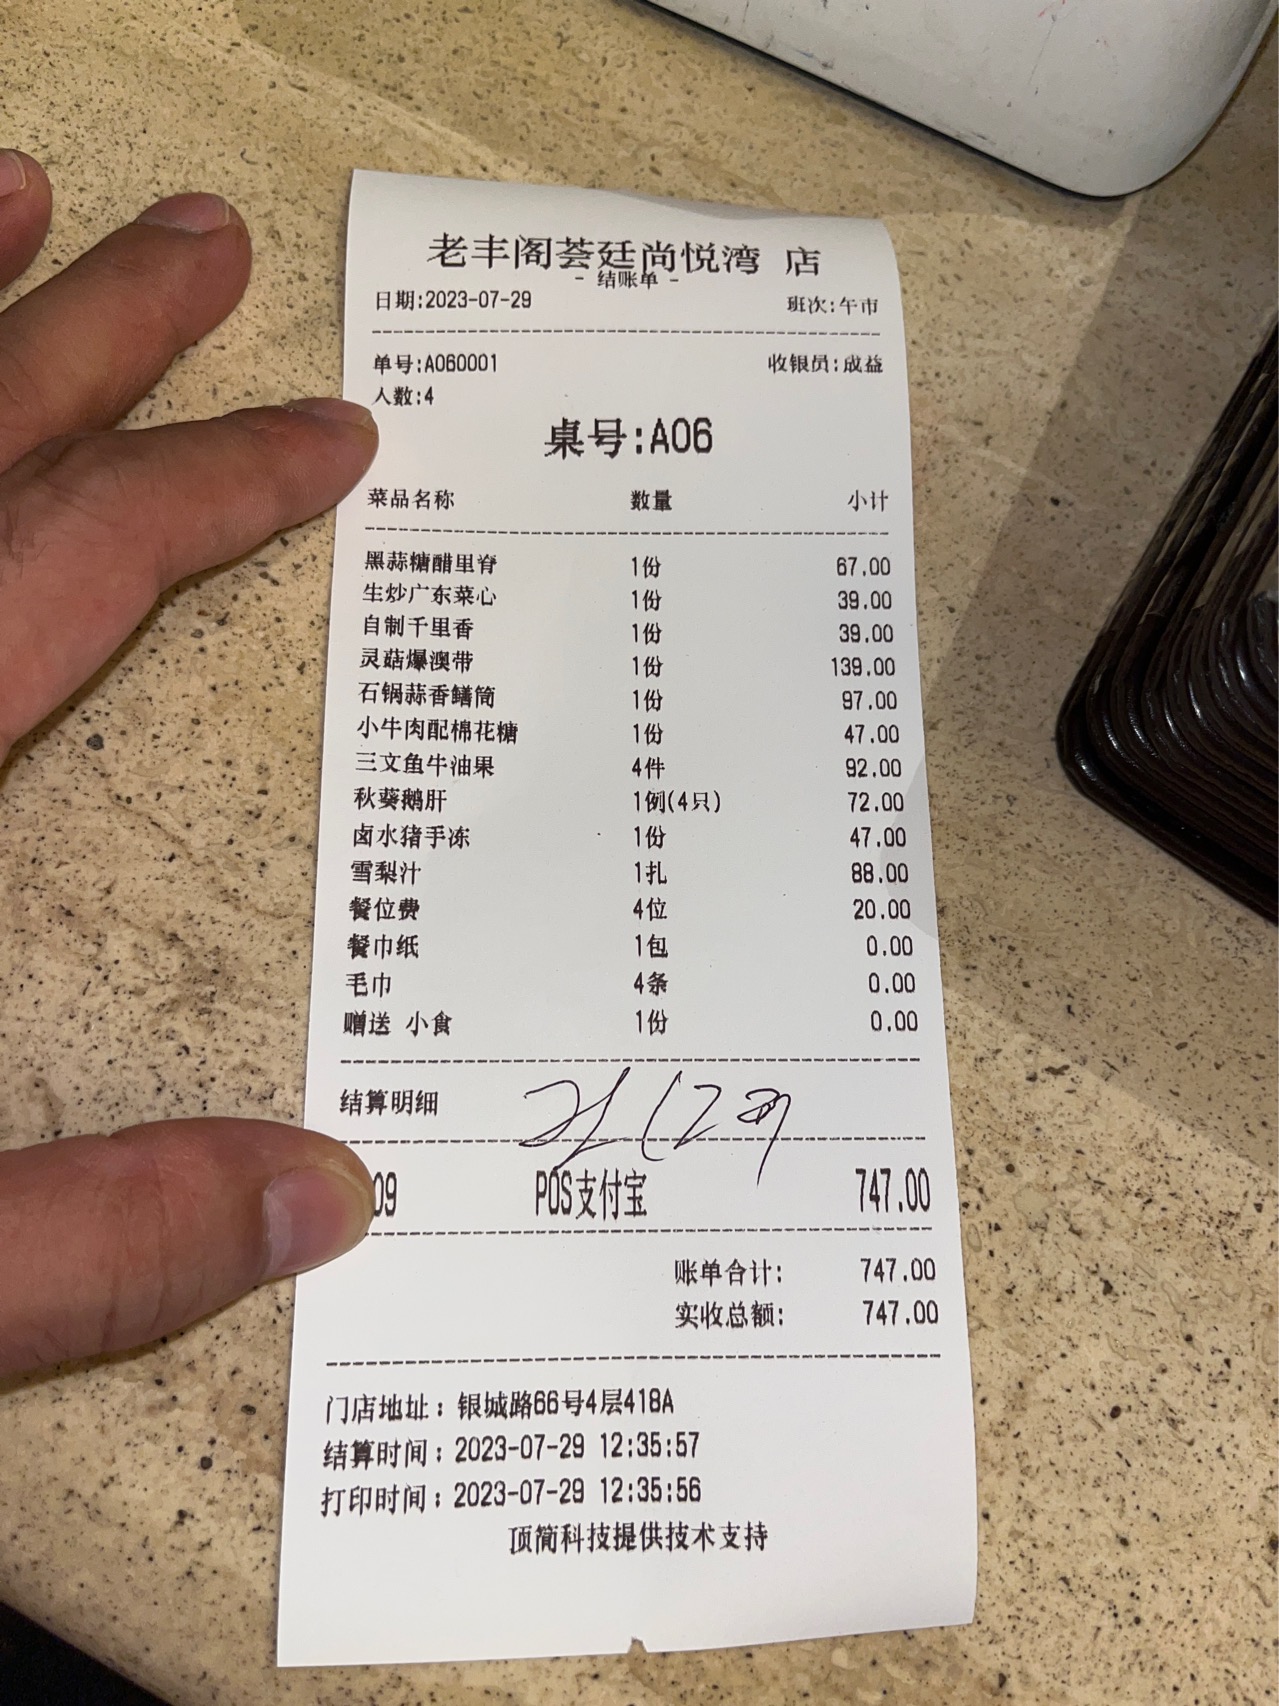 老丰阁荟廷尚悦湾 店
- 结账单 -
日期:2023-07-29 班次:午市
单号:A060001 收银员:成益
人数:4
桌号:A06
菜品名称 数量 小计
黑蒜糖醋里脊 1份 67.00
生炒广东菜心 1份 39.00
自制千里香 1份 39.00
灵菇爆澳带 1份 139.00
石锅蒜香鳝筒 1份 97.00
小牛肉配棉花糖 1份 47.00
三文鱼牛油果 4件 92.00
秋葵鹅肝 1例(4只) 72.00
卤水猪手冻 1份 47.00
雪梨汁 1扎 88.00
餐位费 4位 20.00
餐巾纸 1包 0.00
毛巾 4条 0.00
赠送 小食 1份 0.00
结算明细
09 POS支付宝 747.00
账单合计: 747.00
实收总额: 747.00
门店地址：银城路66号4层418A
结算时间：2023-07-29 12:35:57
打印时间：2023-07-29 12:35:56
顶简科技提供技术支持